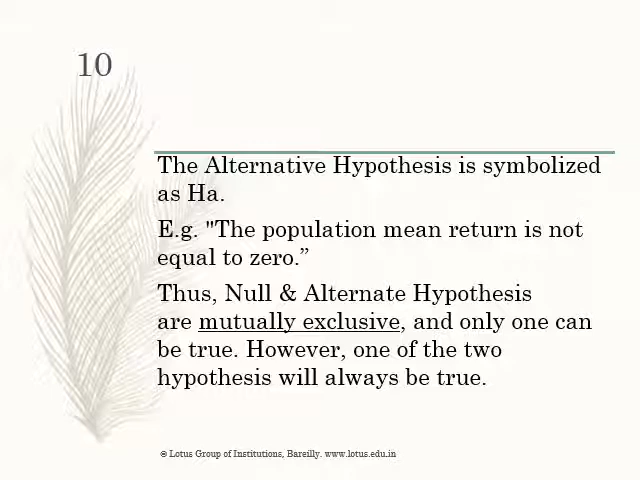 10
The Alternative Hypothesis is symbolized
as Ha.
E.g. "The population mean return is not
equal to zero.”
Thus, Null & Alternate Hypothesis
are mutually exclusive, and only one can
be true. However, one of the two
hypothesis will always be true.
© Lotus Group of Institutions, Bareilly. www.lotus.edu.in